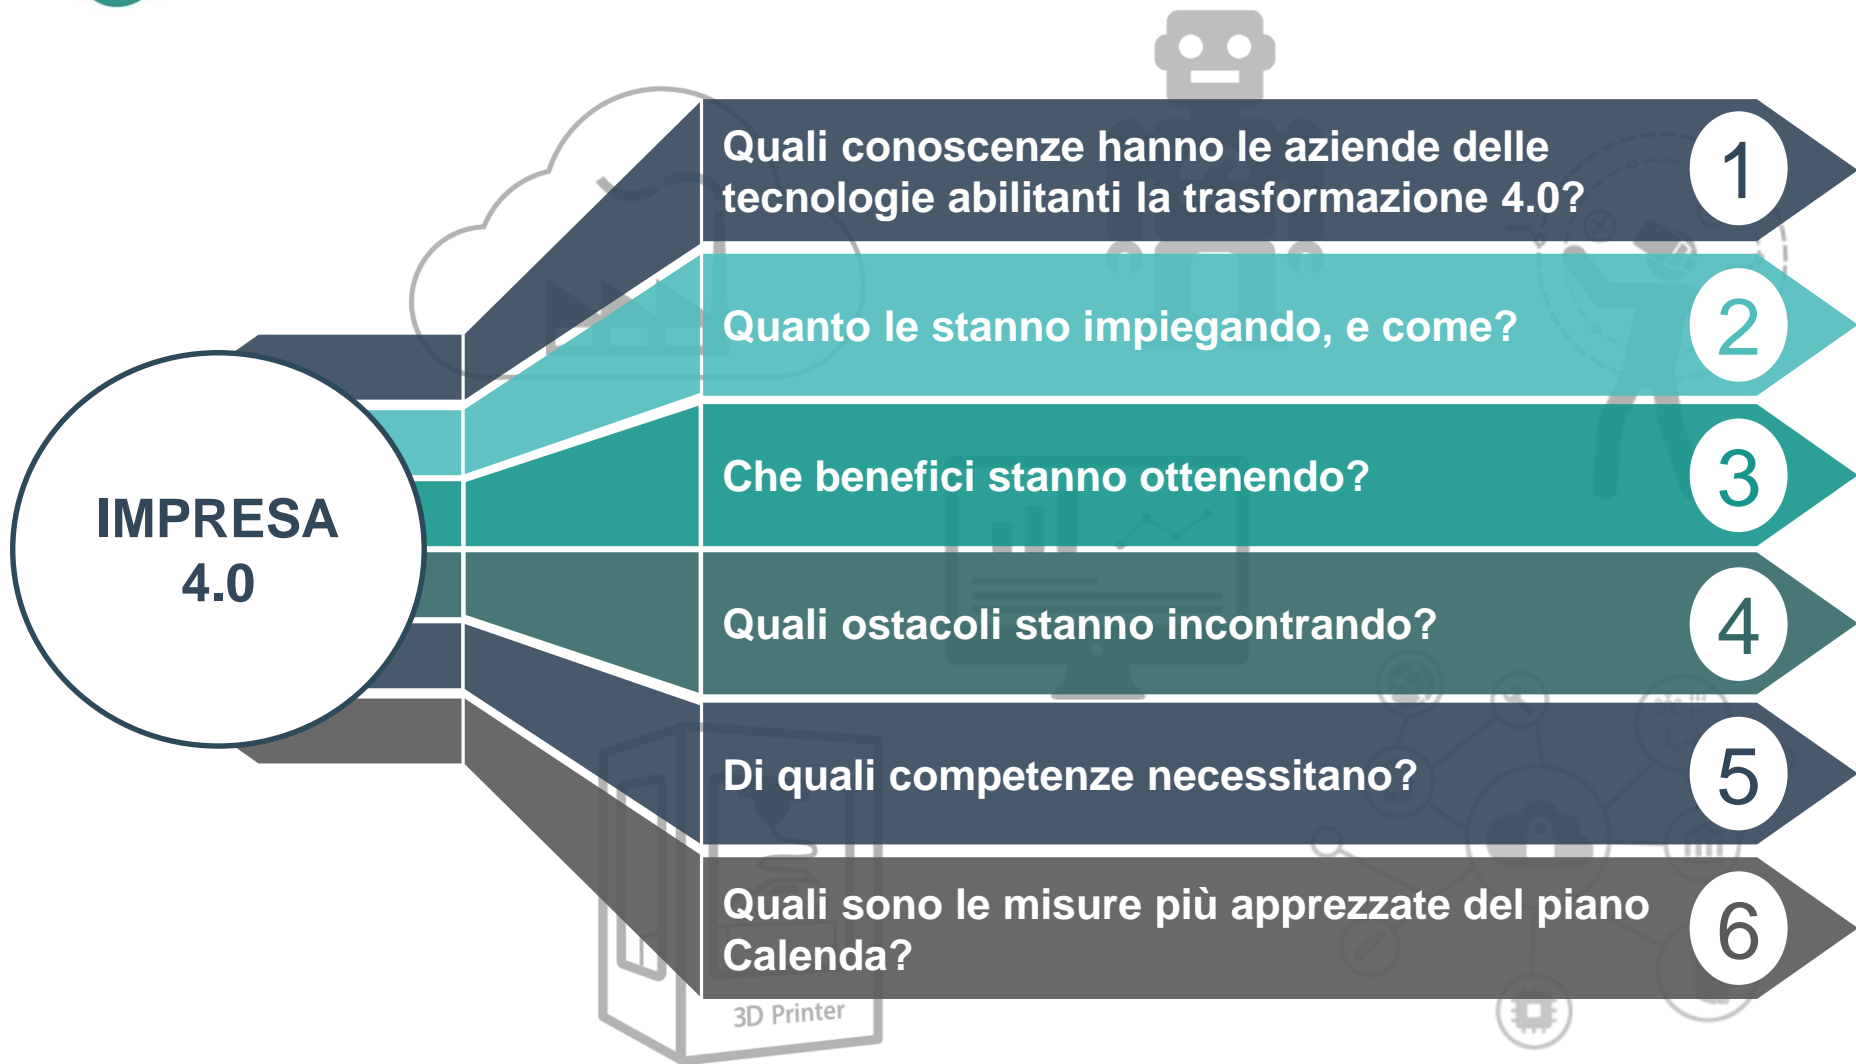 Quali conoscenze hanno le aziende delle
tecnologie abilitanti la trasformazione 4.0?
1
Quanto le stanno impiegando, e come?
2
Che benefici stanno ottenendo?
3
IMPRESA
4.0
Quali ostacoli stanno incontrando?
4
Di quali competenze necessitano?
5
Quali sono le misure più apprezzate del piano
Calenda?
6
3D Printer